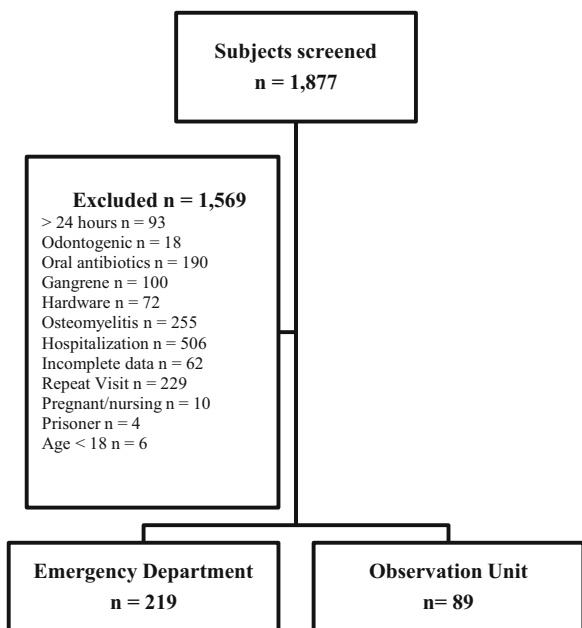 Subjects screened
n = 1,877
Excluded n = 1,569
> 24 hours n = 93
Odontogenic n = 18
Oral antibiotics n = 190
Gangrene n = 100
Hardware n = 72
Osteomyelitis n = 255
Hospitalization n = 506
Incomplete data n = 62
Repeat Visit n = 229
Pregnant/nursing n = 10
Prisoner n = 4
Age < 18 n = 6
Emergency Department
n = 219
Observation Unit
n= 89